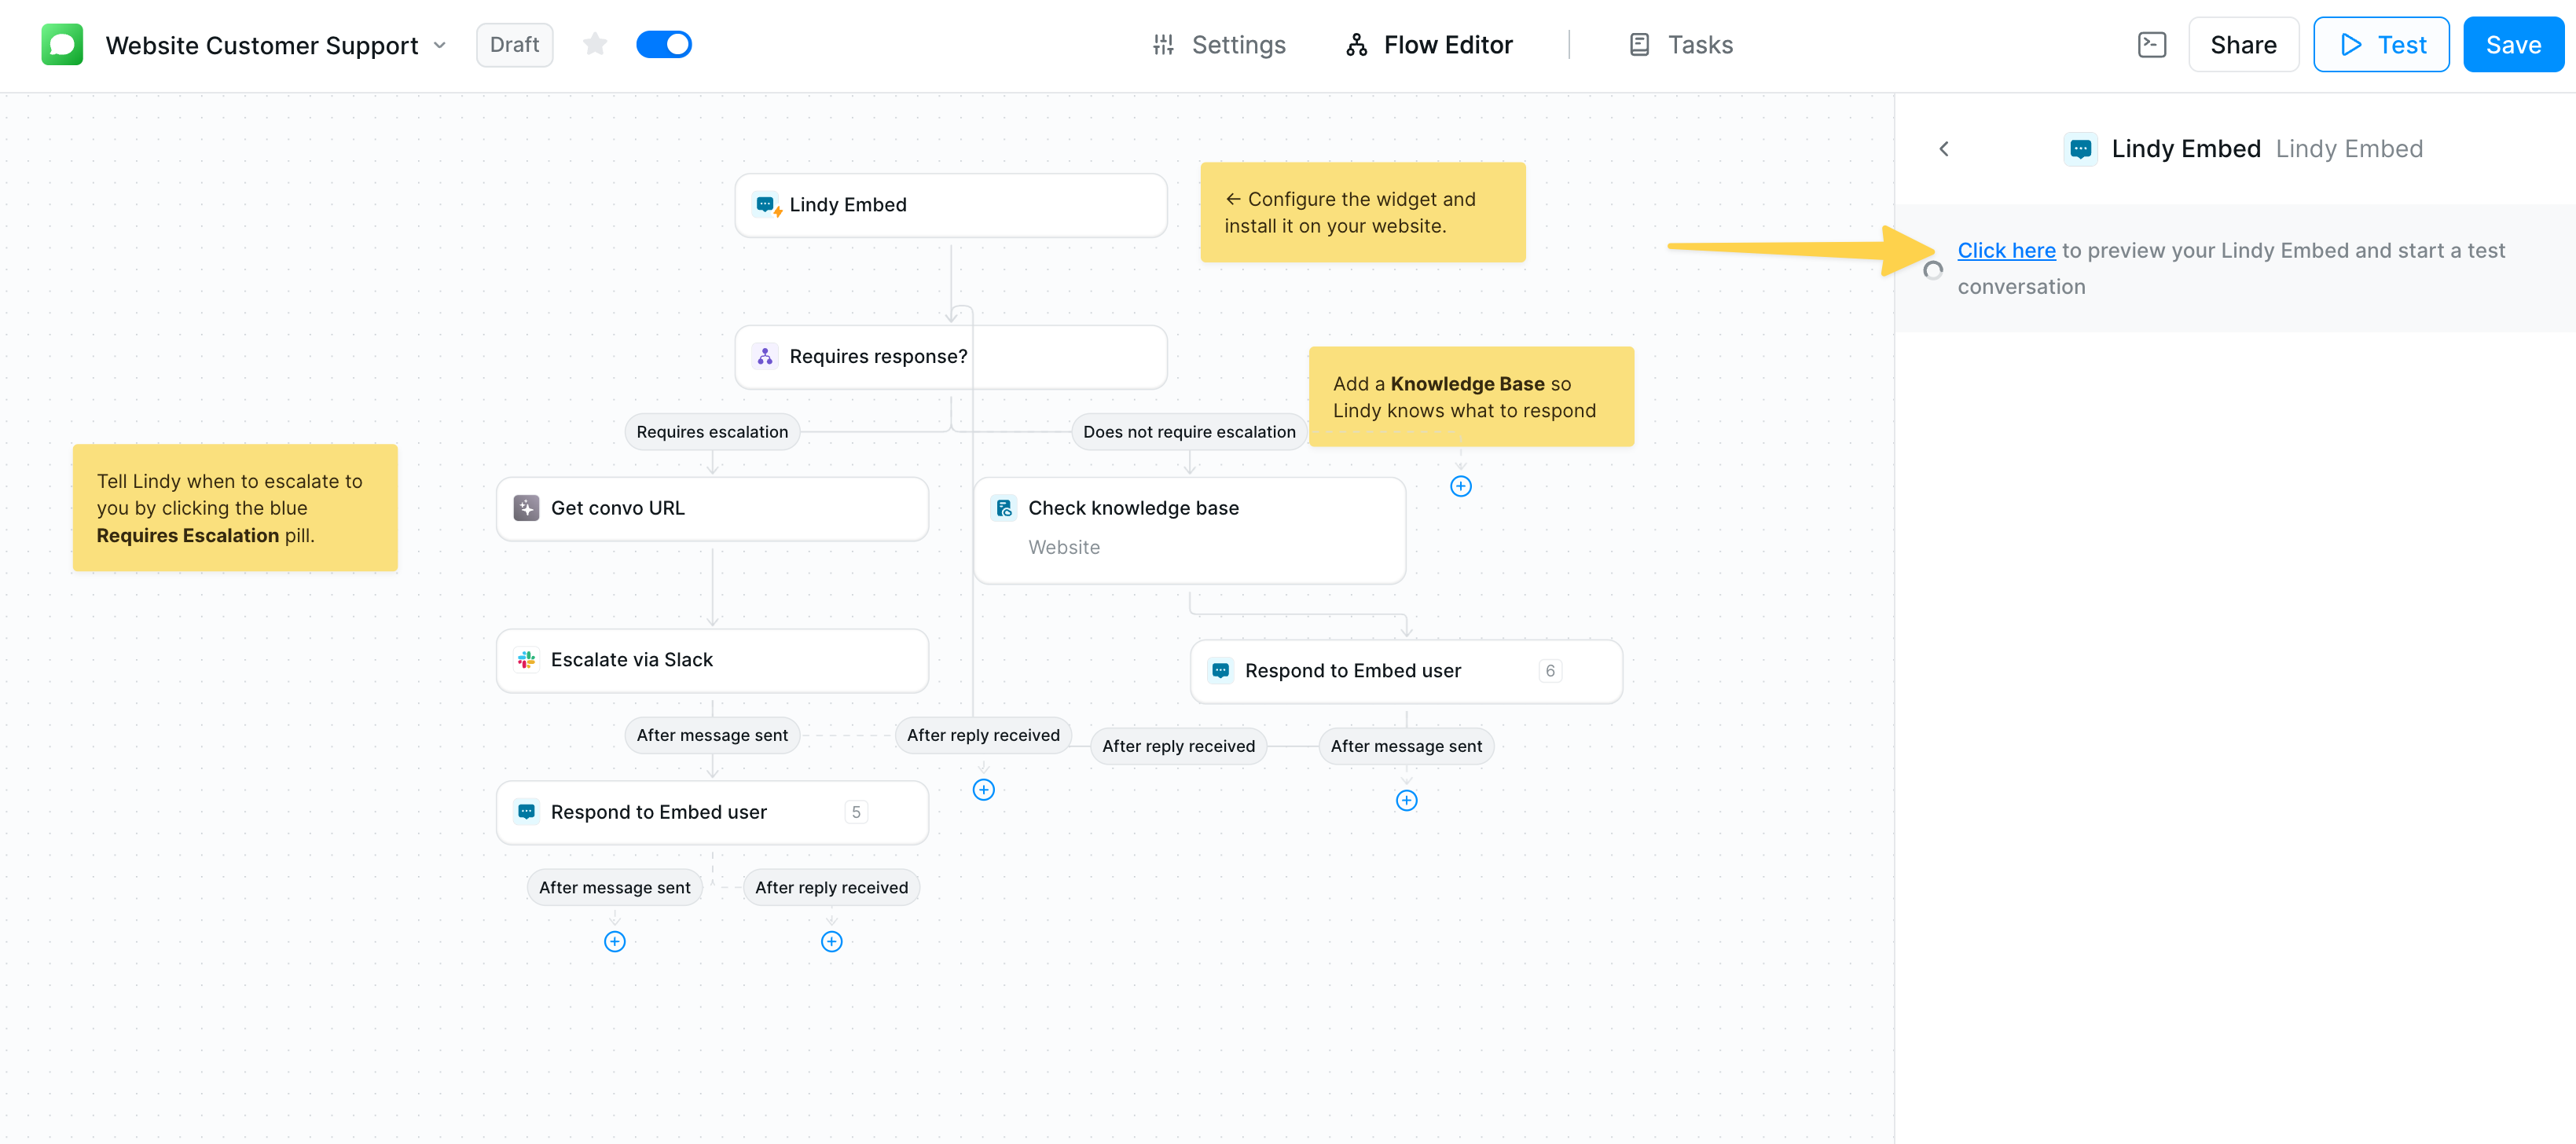 Website Customer Support
Draft
Settings
Flow Editor
Tasks
Share
Test
Save
Lindy Embed
← Configure the widget and
install it on your website.
Lindy Embed Lindy Embed
Click here to preview your Lindy Embed and start a test
conversation
Requires response?
Add a Knowledge Base so
Lindy knows what to respond
Requires escalation
Does not require escalation
Tell Lindy when to escalate to
you by clicking the blue
Requires Escalation pill.
Get convo URL
Check knowledge base
Website
Escalate via Slack
Respond to Embed user 6
After message sent
After reply received
After reply received
After message sent
Respond to Embed user 5
After message sent
After reply received